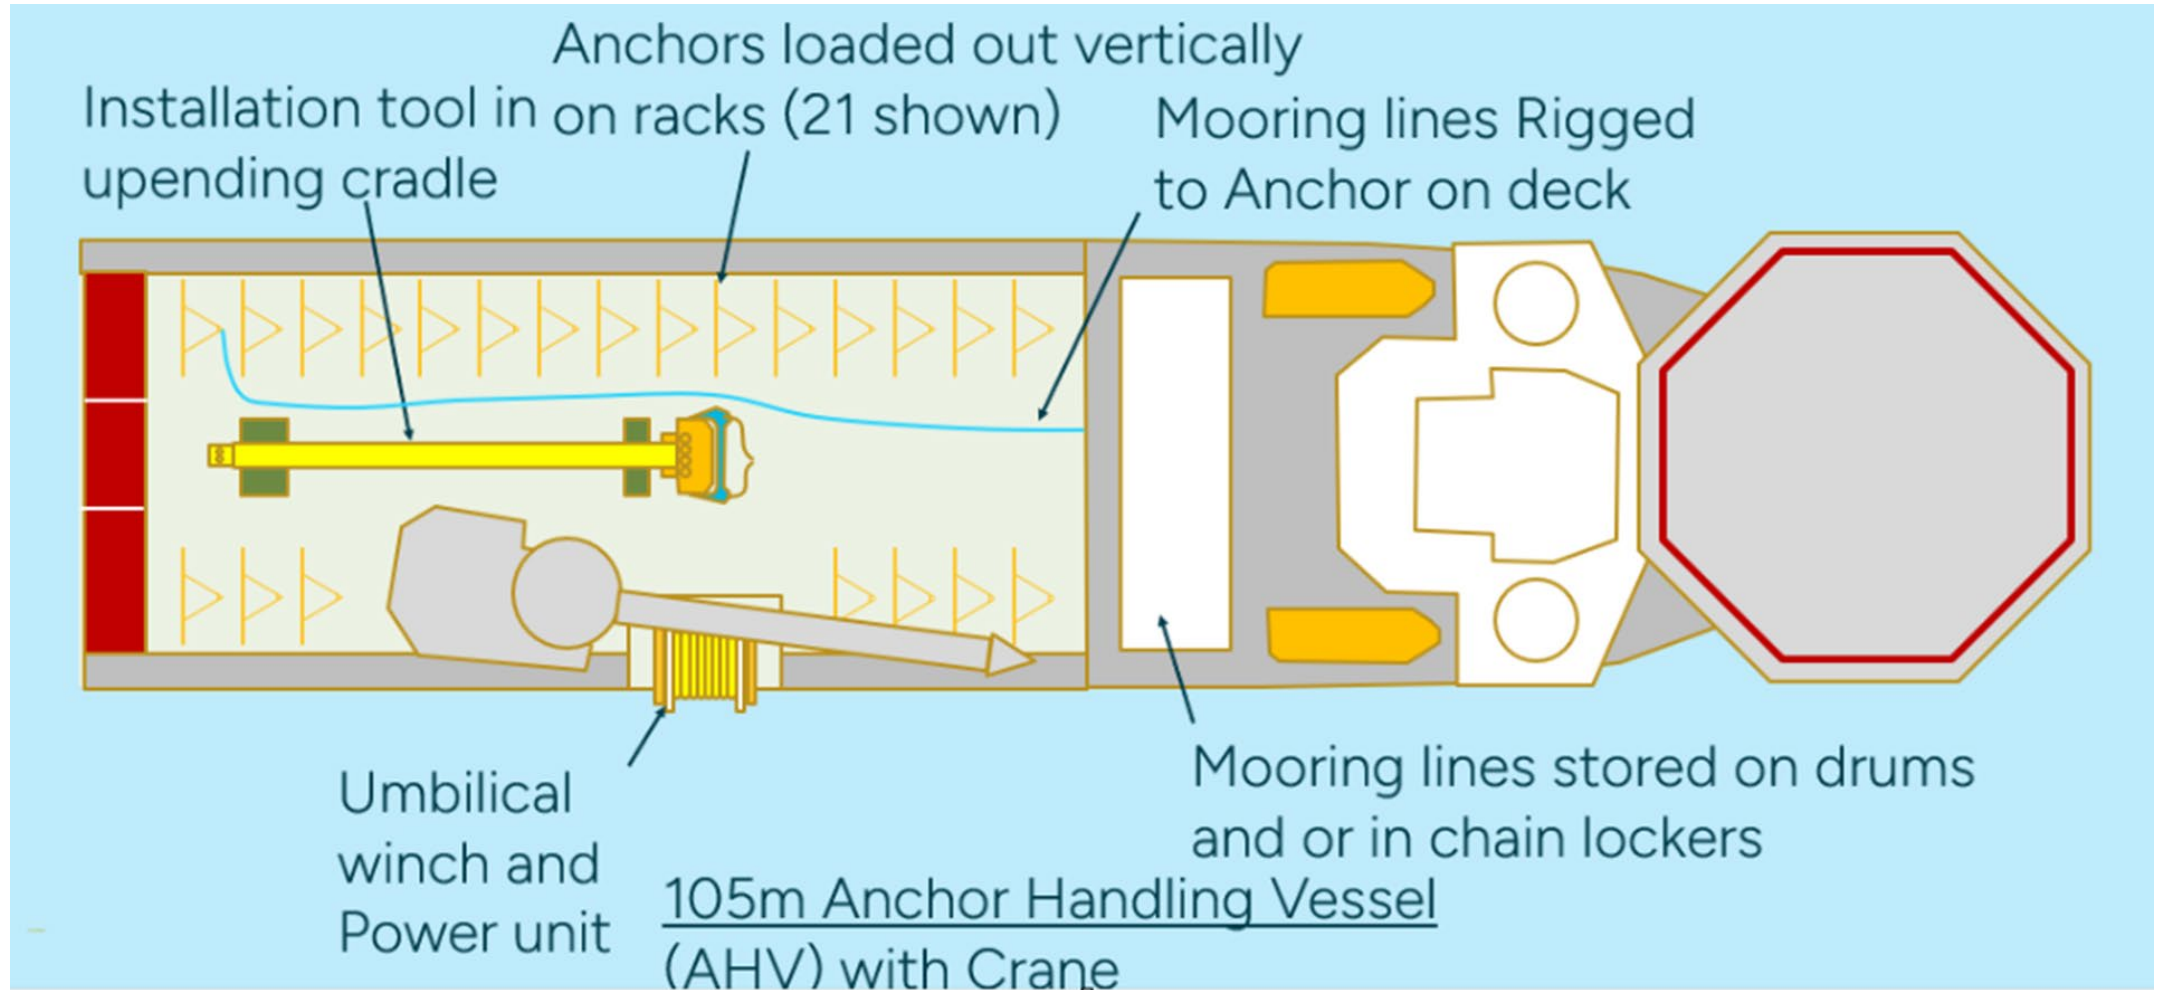 Anchors loaded out vertically
on racks (21 shown)
Installation tool in
upending cradle
Mooring lines Rigged
to Anchor on deck
Umbilical
winch and
Power unit
Mooring lines stored on drums
and or in chain lockers
105m Anchor Handling Vessel
(AHV) with Crane